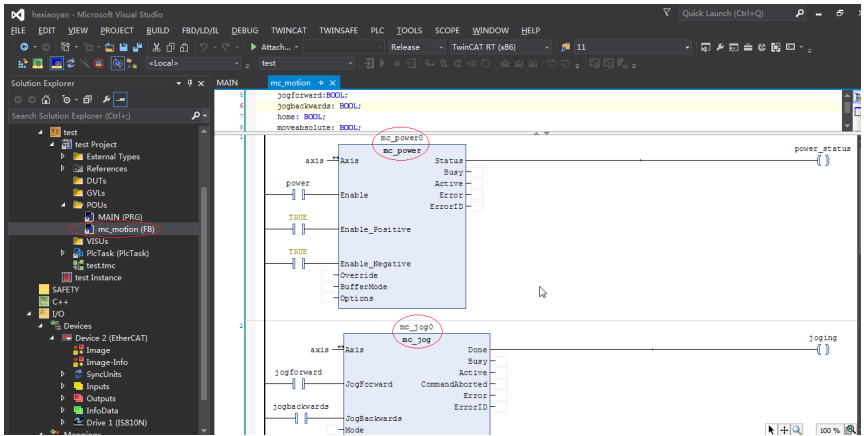 hexiaoyan - Microsoft Visual Studio
Quick Launch (Ctrl+Q)
FILE EDIT VIEW PROJECT BUILD FBD/LD/IL DEBUG TWINCAT TWINSAFE PLC TOOLS SCOPE WINDOW HELP
Attach... Release TwinCAT RT (x86) 11
<Local> test
Solution Explorer
MAIN
mc_motion
Search Solution Explorer (Ctrl+;)
5 jogforward:BOOL;
6 jogbackwards: BOOL;
7 home: BOOL;
8 moveabsolute: BOOL;
test
test Project
External Types
References
DUTs
GVLs
POUs
MAIN (PRG)
mc_motion (FB)
VISUs
PlcTask (PlcTask)
test.tmc
test Instance
SAFETY
C++
I/O
Devices
Device 2 (EtherCAT)
Image
Image-Info
SyncUnits
Inputs
Outputs
InfoData
Drive 1 (IS810N)
Mappings
1
mc_power0
mc_power
power_status
axis Axis Status
Busy
power Active
Enable Error
ErrorID
TRUE
Enable_Positive
TRUE
Enable_Negative
Override
BufferMode
Options
2
mc_jog0
mc_jog
joging
axis Axis Done
Busy
jogforward Active
JogForward CommandAborted
Error
jogbackwards ErrorID
JogBackwards
Mode
100 %